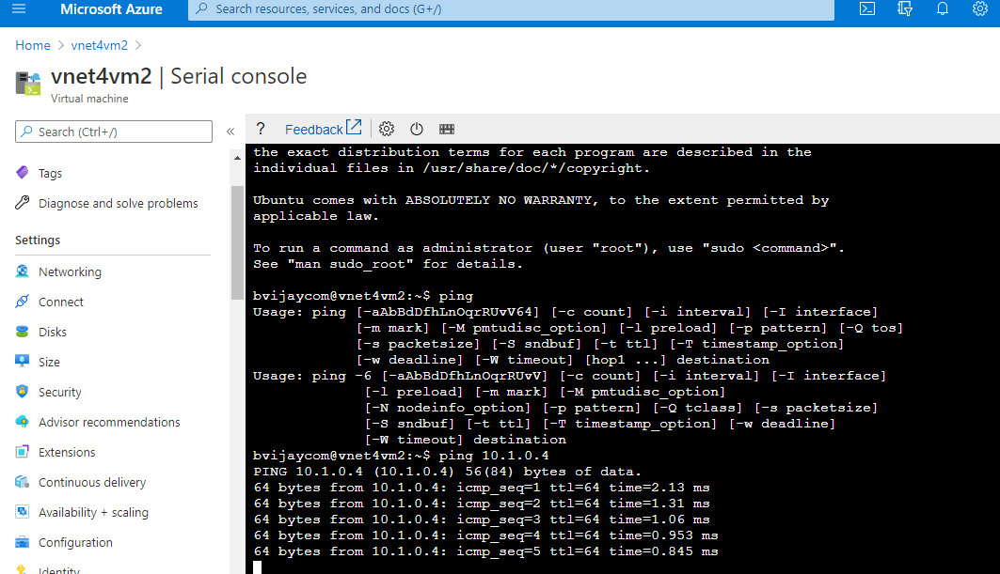 Microsoft Azure
Search resources, services, and docs (G+/)
Home > vnet4vm2 >
vnet4vm2 | Serial console
Virtual machine
Search (Ctrl+/)
«
? Feedback
Tags
Diagnose and solve problems
Settings
Networking
Connect
Disks
Size
Security
Advisor recommendations
Extensions
Continuous delivery
Availability + scaling
Configuration
Identity
the exact distribution terms for each program are described in the
individual files in /usr/share/doc/*/copyright.
Ubuntu comes with ABSOLUTELY NO WARRANTY, to the extent permitted by
applicable law.
To run a command as administrator (user "root"), use "sudo <command>".
See "man sudo_root" for details.
bvijaycom@vnet4vm2:~$ ping
Usage: ping [-aAbBdDfhLnOqrRUvV64] [-c count] [-i interval] [-I interface]
[-m mark] [-M pmtudisc_option] [-l preload] [-p pattern] [-Q tos]
[-s packetsize] [-S sndbuf] [-t ttl] [-T timestamp_option]
[-w deadline] [-W timeout] [hop1 ...] destination
Usage: ping -6 [-aAbBdDfhLnOqrRUvV] [-c count] [-i interval] [-I interface]
[-l preload] [-m mark] [-M pmtudisc_option]
[-N nodeinfo_option] [-p pattern] [-Q tclass] [-s packetsize]
[-S sndbuf] [-t ttl] [-T timestamp_option] [-w deadline]
[-W timeout] destination
bvijaycom@vnet4vm2:~$ ping 10.1.0.4
PING 10.1.0.4 (10.1.0.4) 56(84) bytes of data.
64 bytes from 10.1.0.4: icmp_seq=1 ttl=64 time=2.13 ms
64 bytes from 10.1.0.4: icmp_seq=2 ttl=64 time=1.31 ms
64 bytes from 10.1.0.4: icmp_seq=3 ttl=64 time=1.06 ms
64 bytes from 10.1.0.4: icmp_seq=4 ttl=64 time=0.953 ms
64 bytes from 10.1.0.4: icmp_seq=5 ttl=64 time=0.845 ms